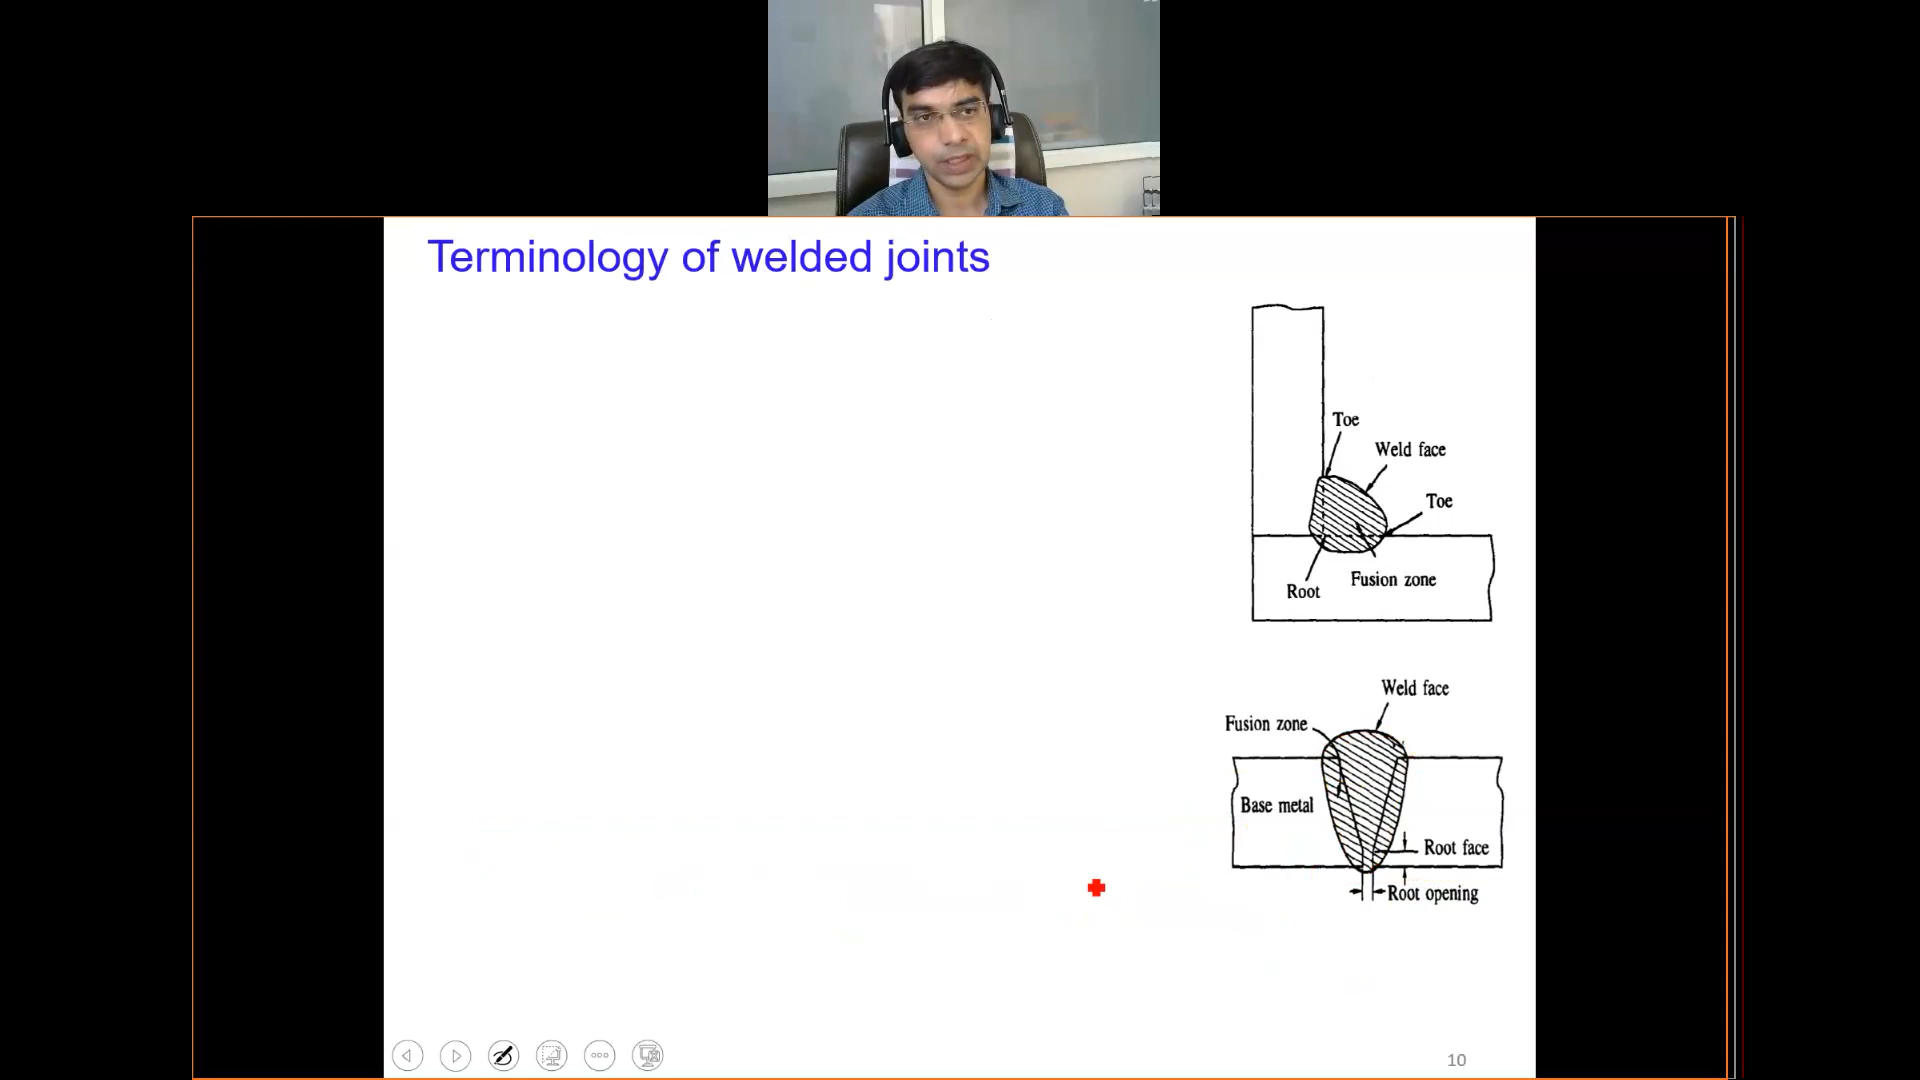 Terminology of welded joints
Toe
Weld face
Toe
Fusion zone
Root
Weld face
Fusion zone
Base metal
Root face
Root opening
10